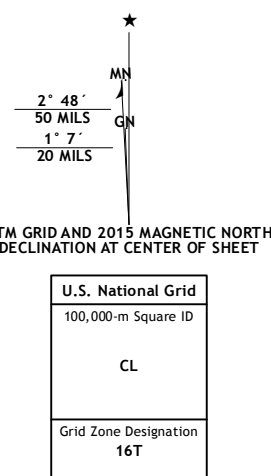 MN
2° 48´
50 MILS
GN
1° 7´
20 MILS
TM GRID AND 2015 MAGNETIC NORTH
DECLINATION AT CENTER OF SHEET
U.S. National Grid
100,000-m Square ID
CL
Grid Zone Designation
16T